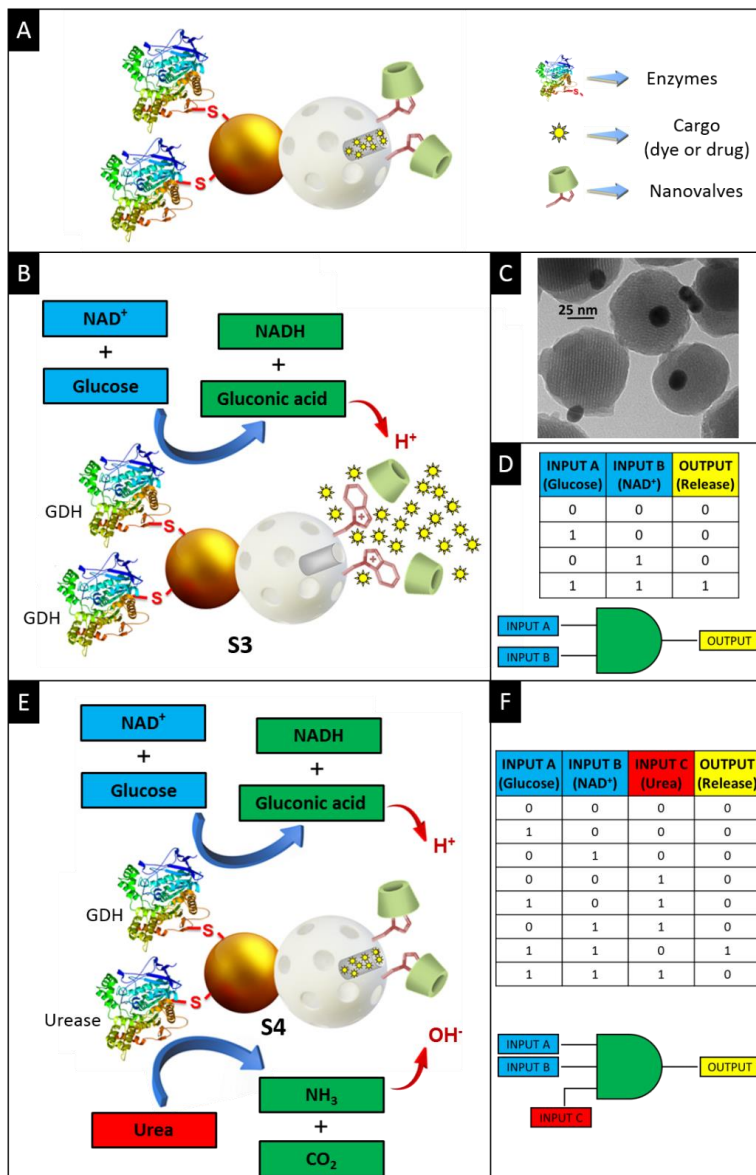 A
S
S
Enzymes
Cargo
(dye or drug)
Nanovalves
B
NAD+
+
Glucose
NADH
+
Gluconic acid
H+
GDH
S
GDH
S
+
+
S3
C
25 nm
D
INPUT A INPUT B OUTPUT
(Glucose) (NAD+) (Release)
0 0 0
1 0 0
0 1 0
1 1 1
INPUT A
INPUT B
OUTPUT
E
NAD+
+
Glucose
NADH
+
Gluconic acid
H+
GDH
S
Urease
S
S4
OH-
Urea
NH3
+
CO2
F
INPUT A INPUT B INPUT C OUTPUT
(Glucose) (NAD+) (Urea) (Release)
0 0 0 0
1 0 0 0
0 1 0 0
0 0 1 0
1 0 1 0
0 1 1 0
1 1 0 1
1 1 1 0
INPUT A
INPUT B
OUTPUT
INPUT C